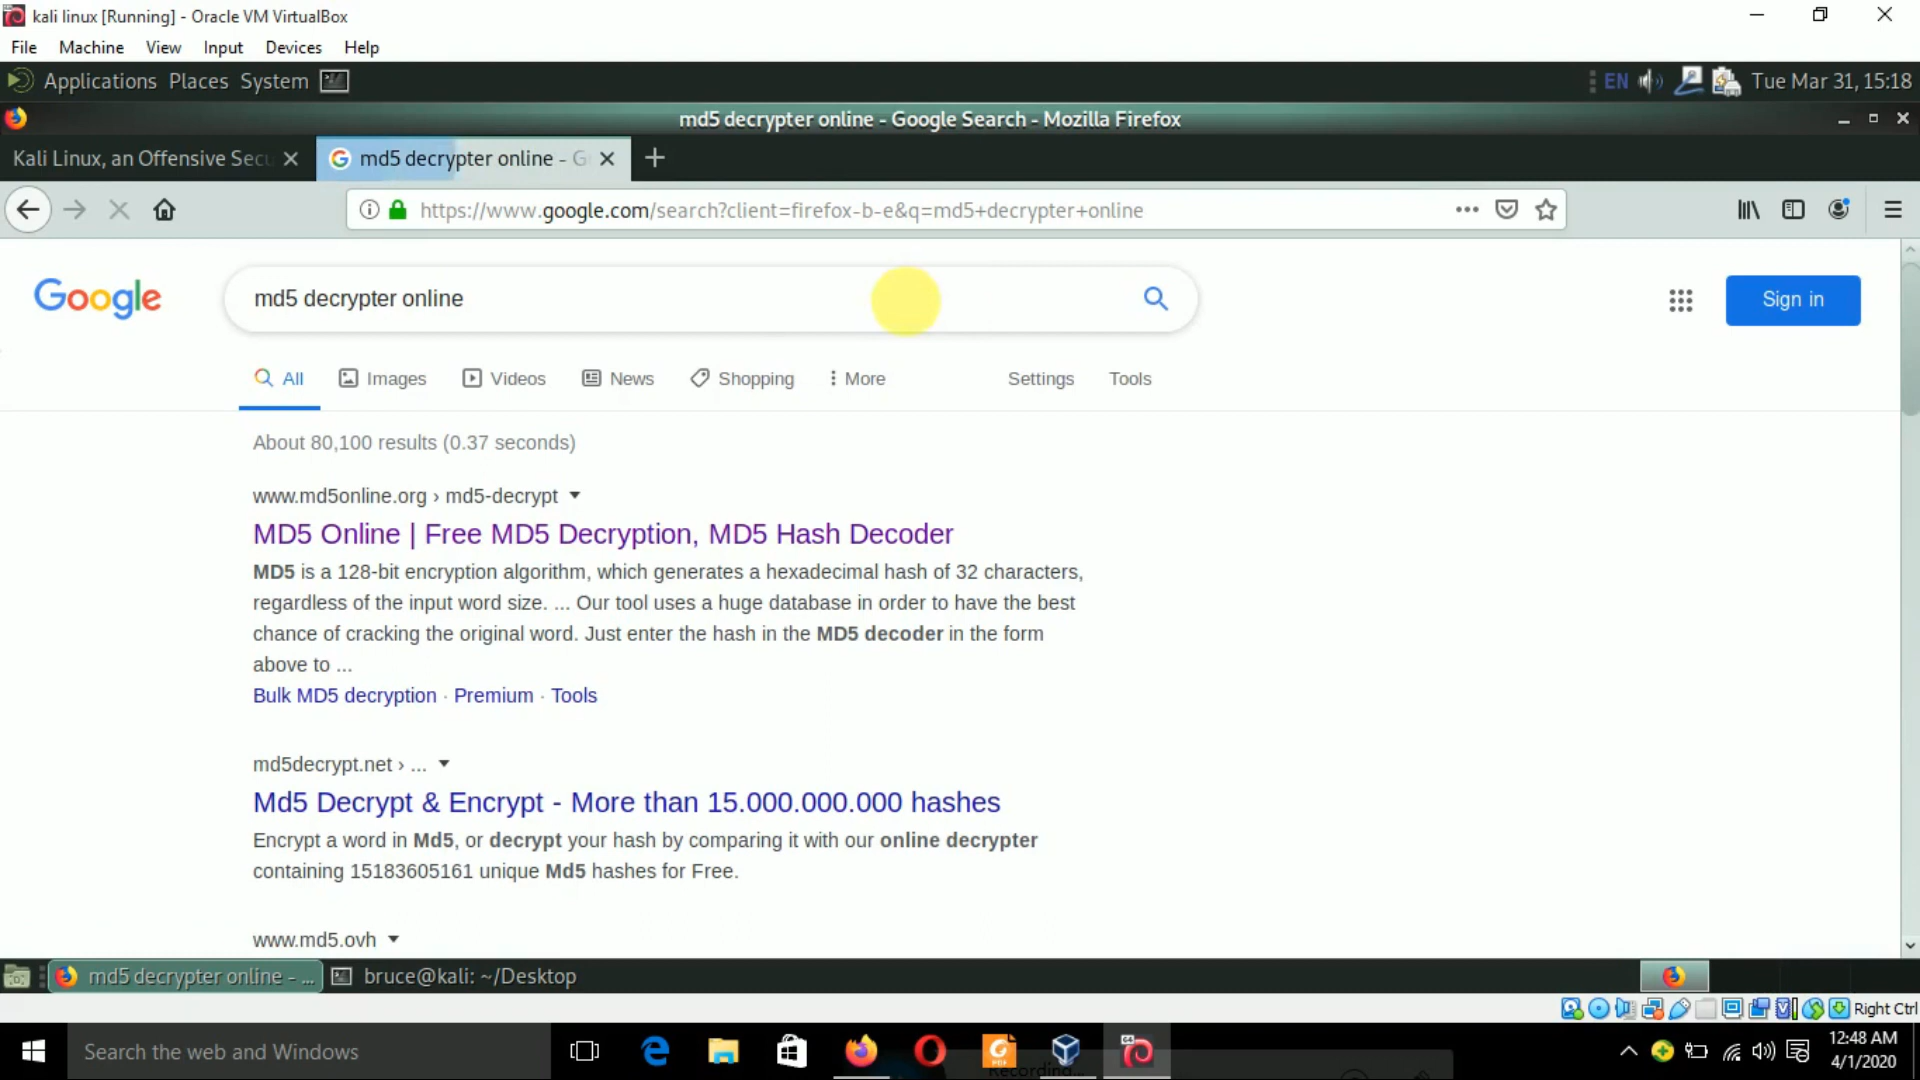 kali linux [Running] - Oracle VM VirtualBox
File Machine View Input Devices Help
Applications Places System EN Tue Mar 31, 15:18
md5 decrypter online - Google Search - Mozilla Firefox
Kali Linux, an Offensive Secu md5 decrypter online - G
https://www.google.com/search?client=firefox-b-e&q=md5+decrypter+online
Google md5 decrypter online Sign in
All Images Videos News Shopping More Settings Tools
About 80,100 results (0.37 seconds)
www.md5online.org › md5-decrypt
MD5 Online | Free MD5 Decryption, MD5 Hash Decoder
MD5 is a 128-bit encryption algorithm, which generates a hexadecimal hash of 32 characters,
regardless of the input word size. ... Our tool uses a huge database in order to have the best
chance of cracking the original word. Just enter the hash in the MD5 decoder in the form
above to ...
Bulk MD5 decryption · Premium · Tools
md5decrypt.net › ...
Md5 Decrypt & Encrypt - More than 15.000.000.000 hashes
Encrypt a word in Md5, or decrypt your hash by comparing it with our online decrypter
containing 15183605161 unique Md5 hashes for Free.
www.md5.ovh
md5 decrypter online - ... bruce@kali: ~/Desktop
Right Ctrl
Search the web and Windows
Recording...
12:48 AM
4/1/2020